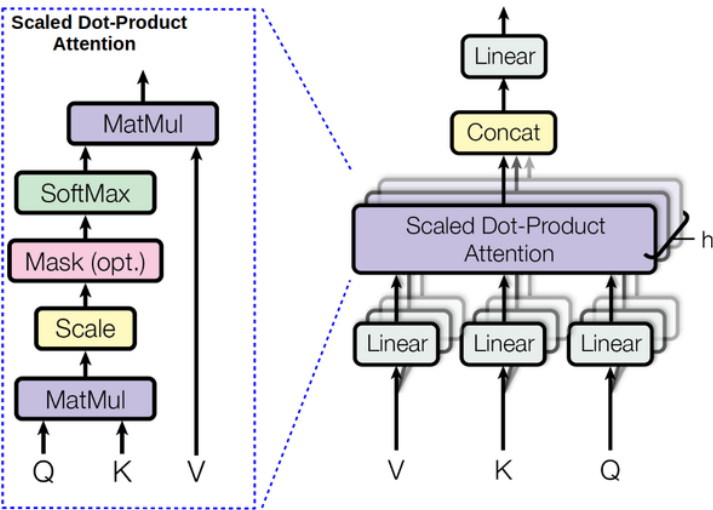 Scaled Dot-Product
Attention
MatMul
SoftMax
Mask (opt.)
Scale
MatMul
Q K V
Linear
Concat
Scaled Dot-Product
Attention
h
Linear Linear Linear
V K Q